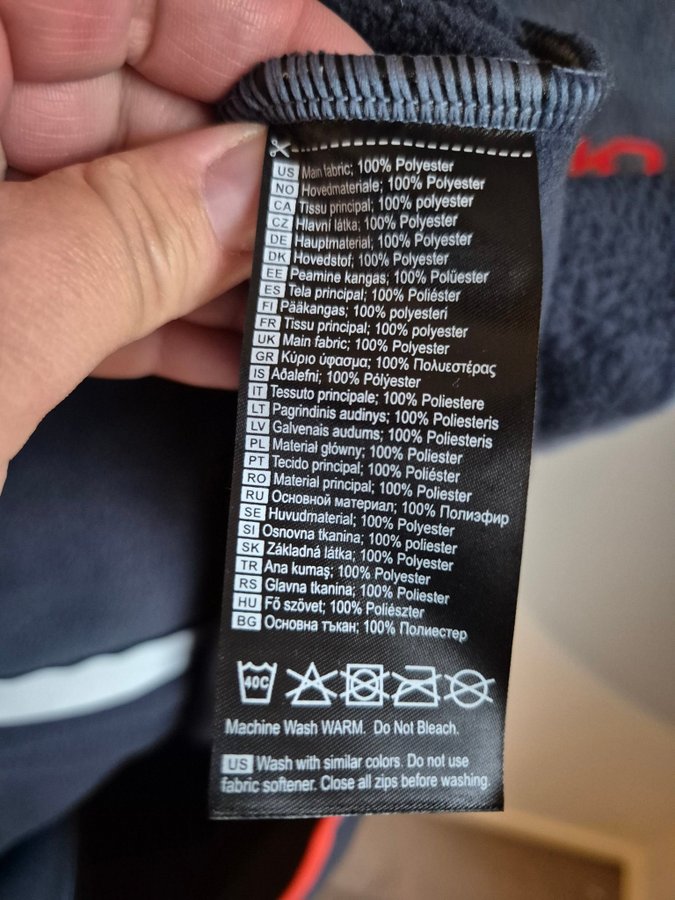 US Main fabric; 100% Polyester
NO Hovedmateriale; 100% Polyester
CA Tissu principal; 100% polyester
CZ Hlavní látka; 100% Polyester
DE Hauptmaterial; 100% Polyester
DK Hovedstof; 100% Polyester
EE Peamine kangas; 100% Polüester
ES Tela principal; 100% Poliéster
FI Pääkangas; 100% polyesteri
FR Tissu principal; 100% polyester
UK Main fabric; 100% Polyester
GR Κύριο ύφασμα; 100% Πολυεστέρας
IS Aðalefni; 100% Pólýester
IT Tessuto principale; 100% Poliestere
LT Pagrindinis audinys; 100% Poliesteris
LV Galvenais audums; 100% Poliesteris
PL Materiał główny; 100% Poliester
PT Tecido principal; 100% Poliéster
RO Material principal; 100% Poliester
RU Основной материал; 100% Полиэфир
SE Huvudmaterial; 100% Polyester
SI Osnovna tkanina; 100% poliester
SK Základná látka; 100% Polyester
TR Ana kumaş; 100% Polyester
RS Glavna tkanina; 100% Poliester
HU Fő szövet; 100% Poliészter
BG Основна тъкан; 100% Полиестер
40C
Machine Wash WARM. Do Not Bleach.
US Wash with similar colors. Do not use
fabric softener. Close all zips before washing.